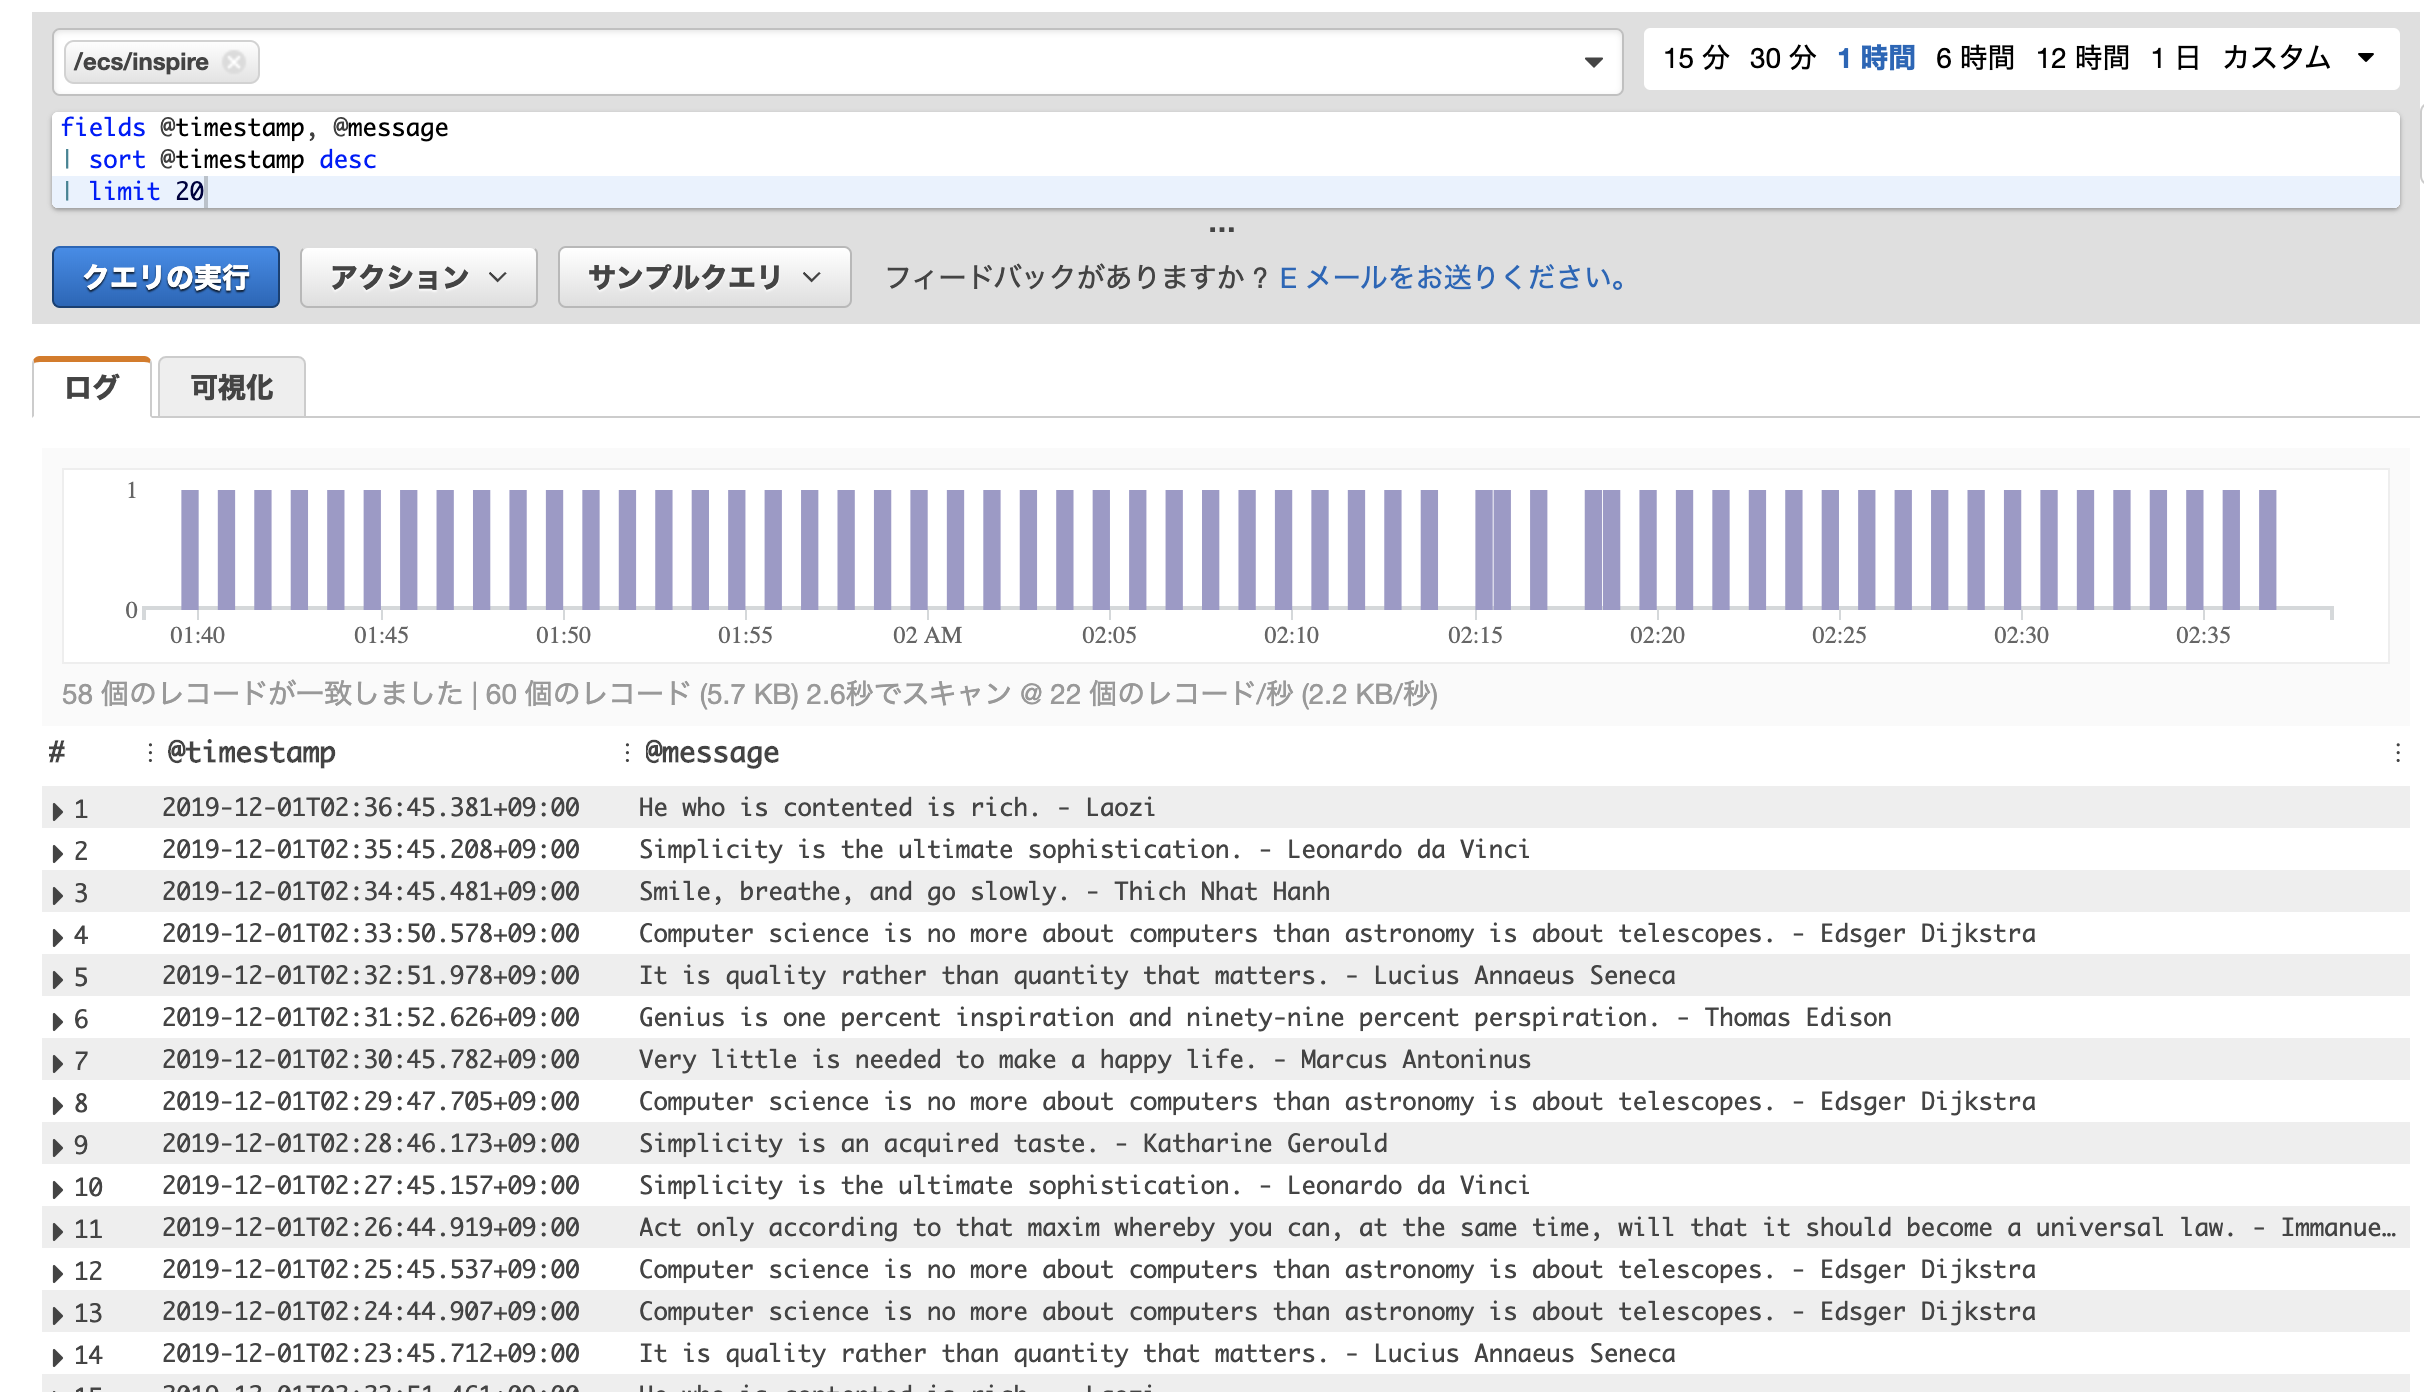 /ecs/inspire
15 分 30 分 1 時間 6 時間 12 時間 1 日 カスタム
fields @timestamp, @message
| sort @timestamp desc
| limit 20
...
クエリの実行 アクション サンプルクエリ フィードバックがありますか ? E メールをお送りください。
ログ 可視化
1
0
01:40 01:45 01:50 01:55 02 AM 02:05 02:10 02:15 02:20 02:25 02:30 02:35
58 個のレコードが一致しました | 60 個のレコード (5.7 KB) 2.6秒でスキャン @ 22 個のレコード/秒 (2.2 KB/秒)
# @timestamp @message
1 2019-12-01T02:36:45.381+09:00 He who is contented is rich. - Laozi
2 2019-12-01T02:35:45.208+09:00 Simplicity is the ultimate sophistication. - Leonardo da Vinci
3 2019-12-01T02:34:45.481+09:00 Smile, breathe, and go slowly. - Thich Nhat Hanh
4 2019-12-01T02:33:50.578+09:00 Computer science is no more about computers than astronomy is about telescopes. - Edsger Dijkstra
5 2019-12-01T02:32:51.978+09:00 It is quality rather than quantity that matters. - Lucius Annaeus Seneca
6 2019-12-01T02:31:52.626+09:00 Genius is one percent inspiration and ninety-nine percent perspiration. - Thomas Edison
7 2019-12-01T02:30:45.782+09:00 Very little is needed to make a happy life. - Marcus Antoninus
8 2019-12-01T02:29:47.705+09:00 Computer science is no more about computers than astronomy is about telescopes. - Edsger Dijkstra
9 2019-12-01T02:28:46.173+09:00 Simplicity is an acquired taste. - Katharine Gerould
10 2019-12-01T02:27:45.157+09:00 Simplicity is the ultimate sophistication. - Leonardo da Vinci
11 2019-12-01T02:26:44.919+09:00 Act only according to that maxim whereby you can, at the same time, will that it should become a universal law. - Immanue…
12 2019-12-01T02:25:45.537+09:00 Computer science is no more about computers than astronomy is about telescopes. - Edsger Dijkstra
13 2019-12-01T02:24:44.907+09:00 Computer science is no more about computers than astronomy is about telescopes. - Edsger Dijkstra
14 2019-12-01T02:23:45.712+09:00 It is quality rather than quantity that matters. - Lucius Annaeus Seneca